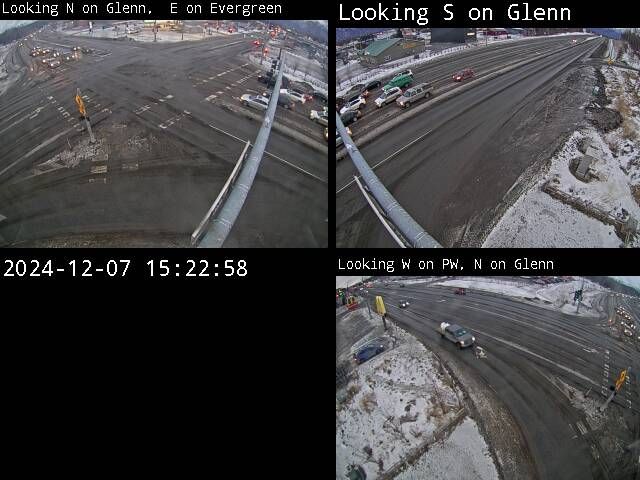 Looking N on Glenn,  E on Evergreen
Looking S on Glenn
2024-12-07 15:22:58
Looking W on PW, N on Glenn